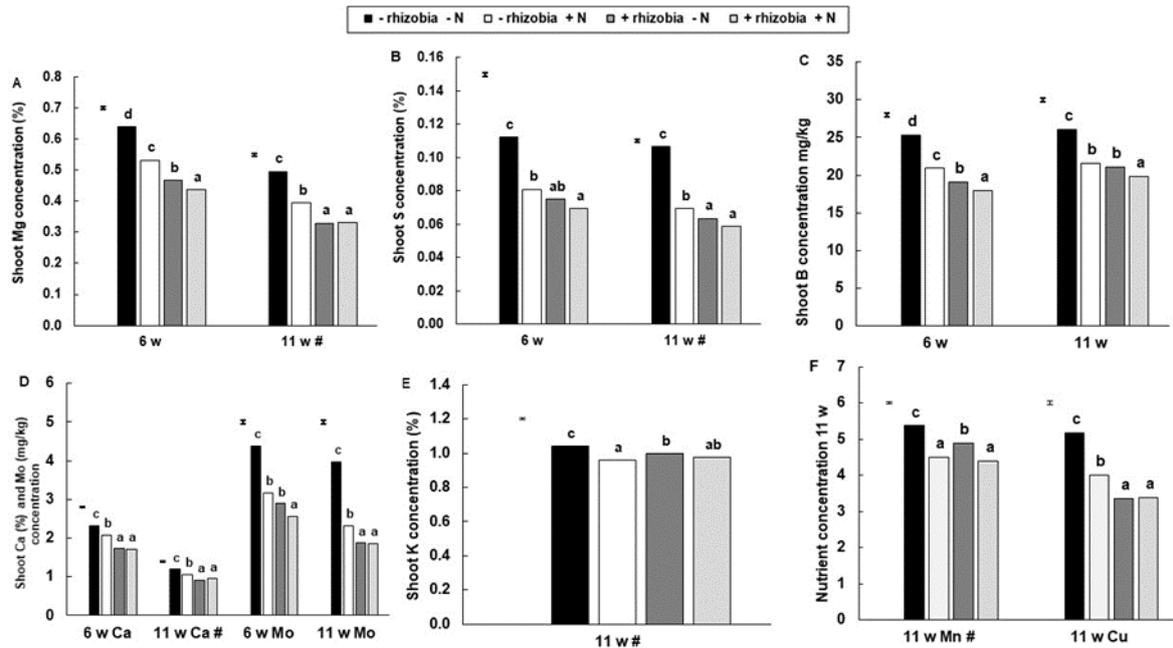 - rhizobia - N - rhizobia + N + rhizobia - N + rhizobia + N
A
Shoot Mg concentration (%)
0.8
0.7
0.6
0.5
0.4
0.3
0.2
0.1
0.0
d c b a c b a a
6 w 11 w #
B
Shoot S concentration (%)
0.16
0.14
0.12
0.10
0.08
0.06
0.04
0.02
0.00
c b ab a c b a a
6 w 11 w #
C
Shoot B concentration mg/kg
35
30
25
20
15
10
5
0
d c b a c b b a
6 w 11 w
D
Shoot Ca (%) and Mo (mg/kg)
concentration
6
5
4
3
2
1
0
c b a a c b a a c b b a c b a a
6 w Ca 11 w Ca # 6 w Mo 11 w Mo
E
Shoot K concentration (%)
1.4
1.2
1.0
0.8
0.6
0.4
0.2
0.0
c a b ab
11 w #
F
Nutrient concentration 11 w
7
6
5
4
3
2
1
0
c a b a c b a a
11 w Mn # 11 w Cu